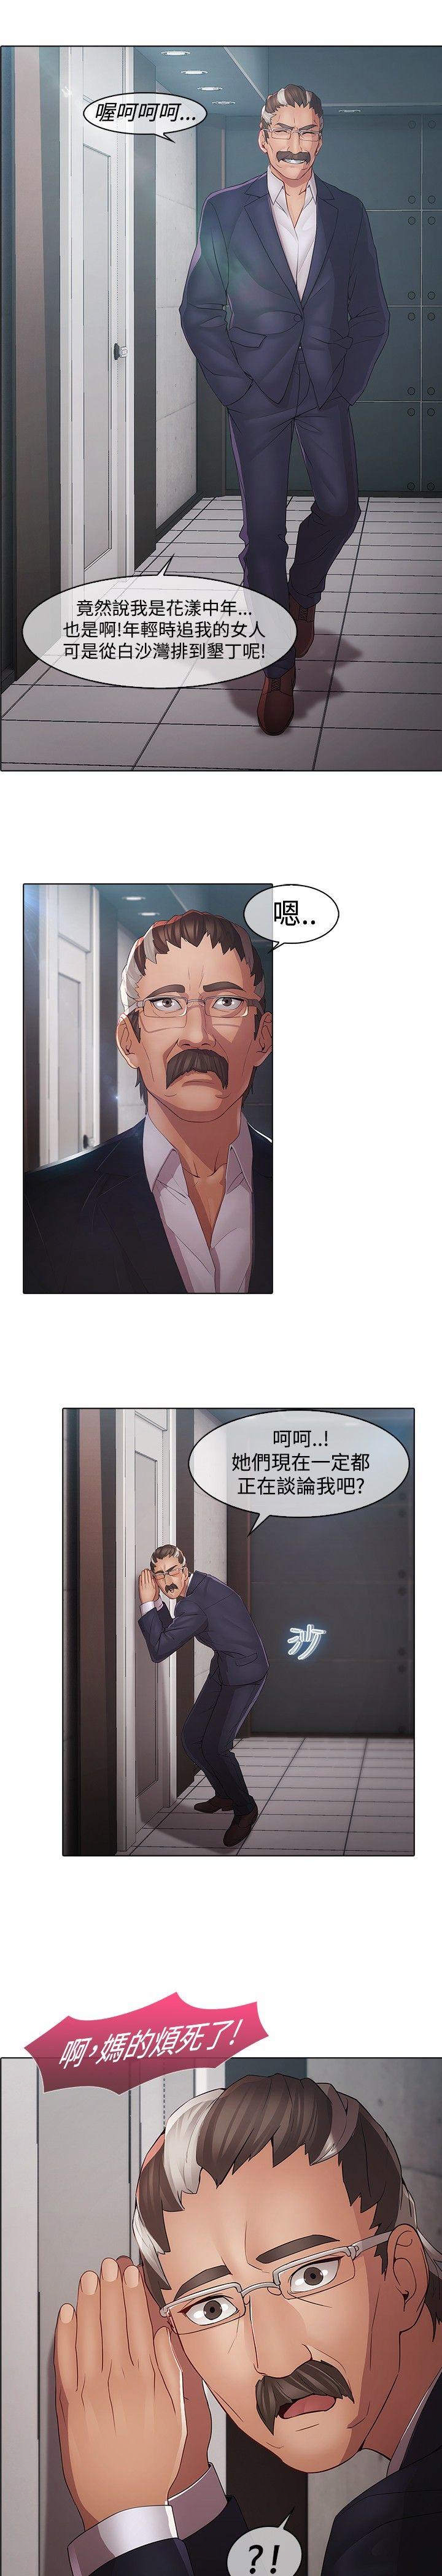 喔呵呵呵...
竟然說我是花漾中年...
也是啊!年輕時追我的女人
可是從白沙灣排到墾丁呢!
嗯..
呵呵..!
她們現在一定都
正在談論我吧?
沙
啊,媽的煩死了!
?!